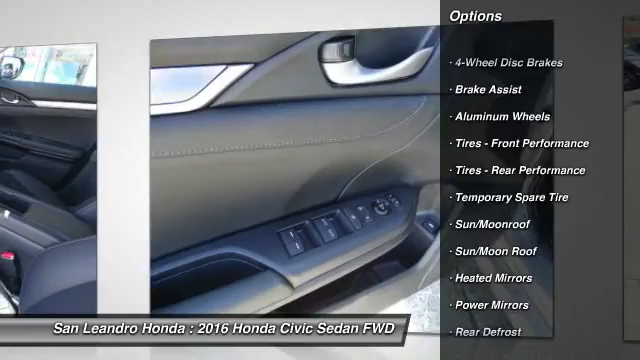 Options
· 4-Wheel Disc Brakes
· Brake Assist
· Aluminum Wheels
· Tires - Front Performance
· Tires - Rear Performance
· Temporary Spare Tire
· Sun/Moonroof
· Sun/Moon Roof
· Heated Mirrors
· Power Mirrors
· Rear Defrost
San Leandro Honda : 2016 Honda Civic Sedan FWD